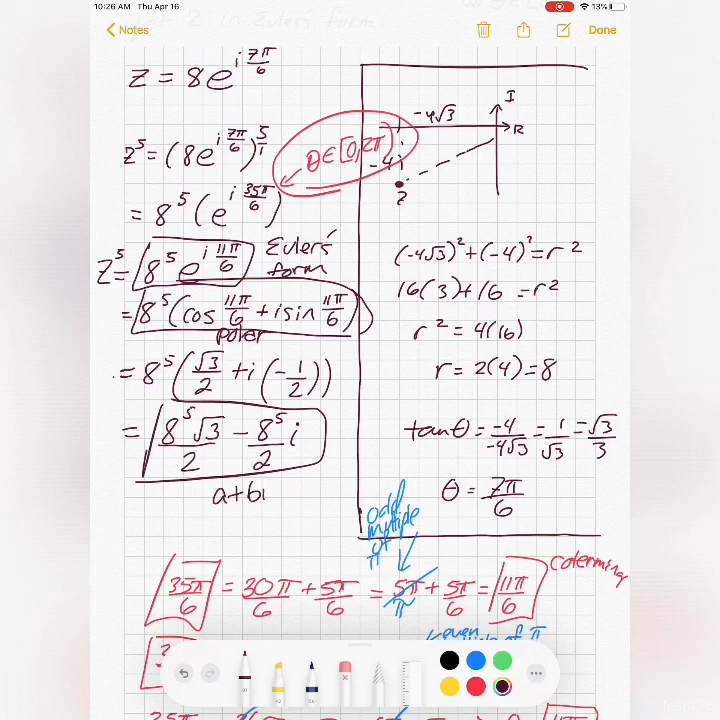 10:26 AM Thu Apr 16
13%
Notes
Done
z = 8e^{i 7π/6}
z^5 = (8e^{i 7π/6})^{5/1}
θ∈[0, 2π)
= 8^5 (e^{i 35π/6})
z^5 = 8^5 e^{i 11π/6}
Euler's form
= 8^5 (cos 11π/6 + i sin 11π/6)
poler
= 8^5 (√3/2 + i(-1/2))
= 8^5√3/2 - 8^5/2 i
a+bi
-4√3
I
R
-4
z
(-4√3)^2 + (-4)^2 = r^2
16(3) + 16 = r^2
r^2 = 4(16)
r = 2(4) = 8
tanθ = -4/-4√3 = 1/√3 = √3/3
θ = 7π/6
odd
multiple
of
π
35π/6 = 30π/6 + 5π/6 = 5π + 5π/6 = 11π/6
π
coterming
even
of π